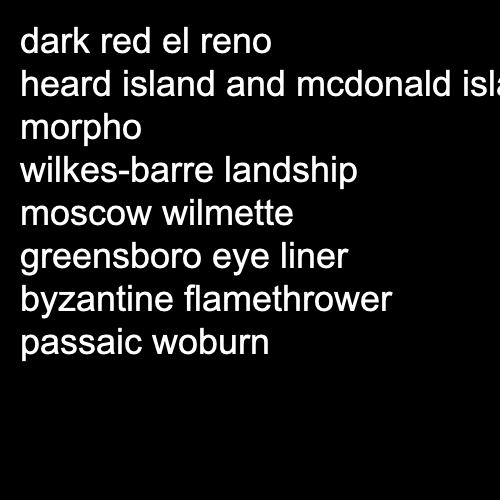 dark red el reno
heard island and mcdonald
morpho
wilkes-barre landship
moscow wilmette
greensboro eye liner
byzantine flamethrower
passaic woburn